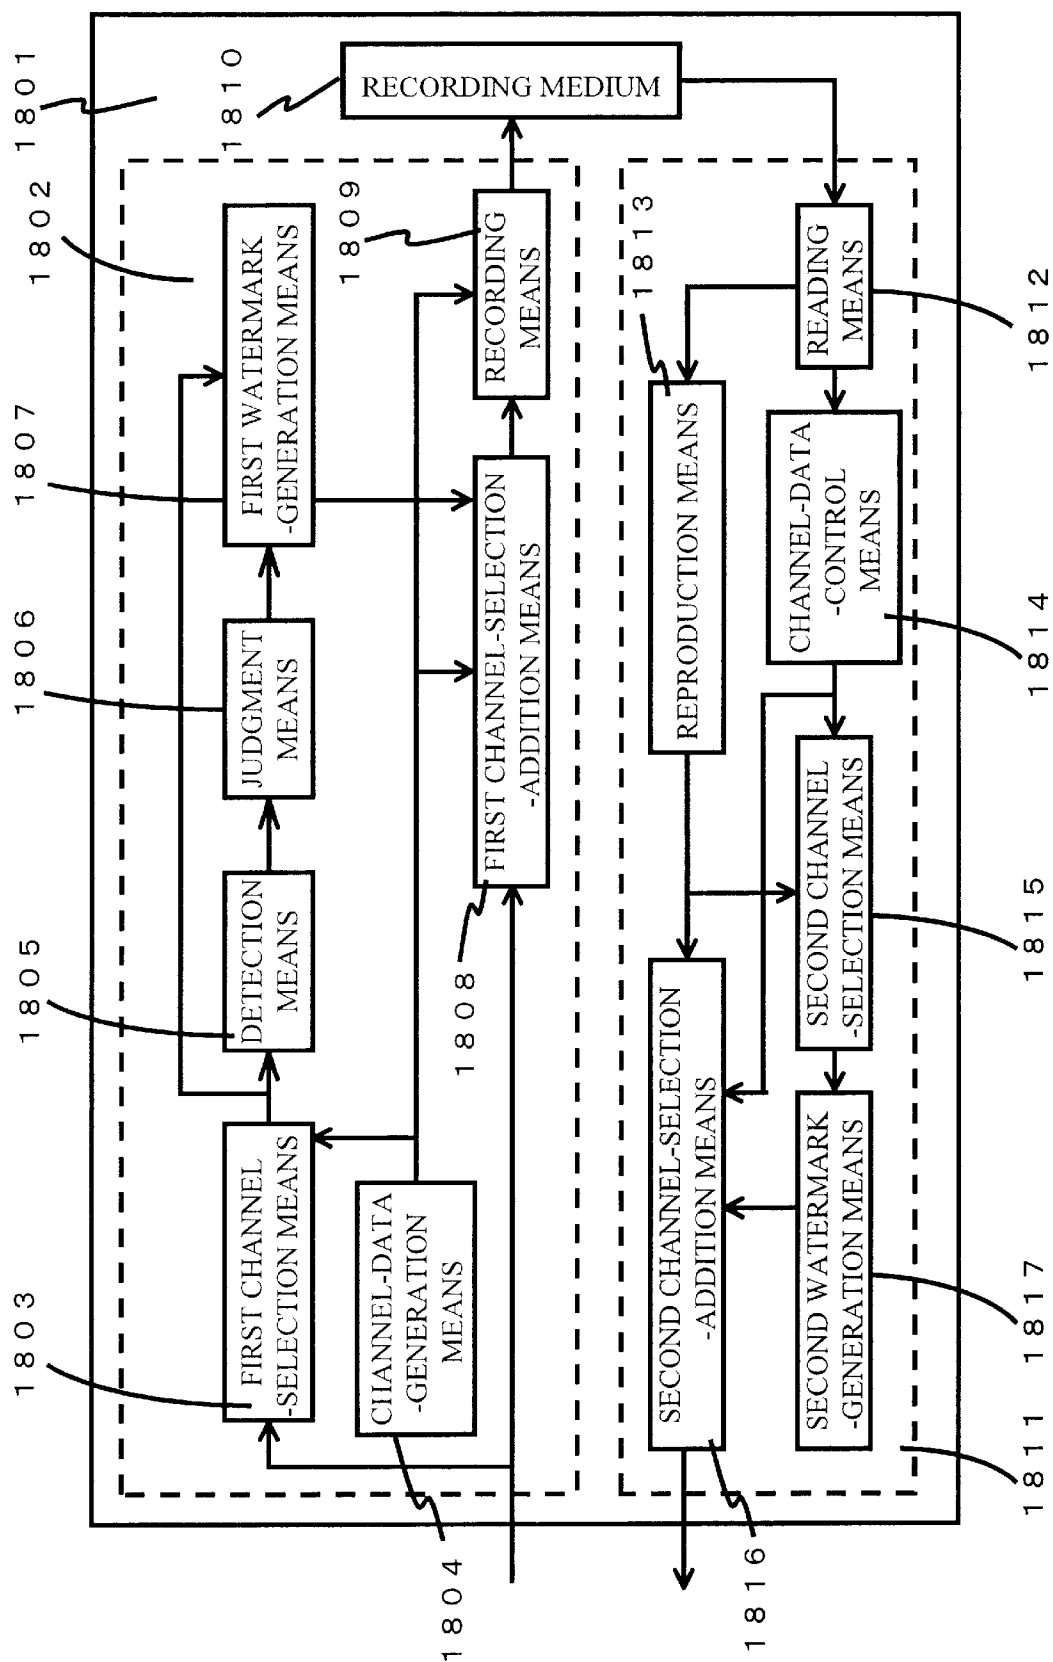 1801
1802
1803
FIRST CHANNEL
-SELECTION MEANS
1804
CHANNEL-DATA
-GENERATION
MEANS
1805
DETECTION
MEANS
1806
JUDGMENT
MEANS
1807
FIRST WATERMARK
-GENERATION MEANS
1808
FIRST CHANNEL-SELECTION
-ADDITION MEANS
1809
RECORDING
MEANS
1810
RECORDING MEDIUM
1811
1812
READING
MEANS
1813
REPRODUCTION MEANS
1814
CHANNEL-DATA
-CONTROL
MEANS
1815
SECOND CHANNEL
-SELECTION MEANS
1816
SECOND CHANNEL-SELECTION
-ADDITION MEANS
1817
SECOND WATERMARK
-GENERATION MEANS